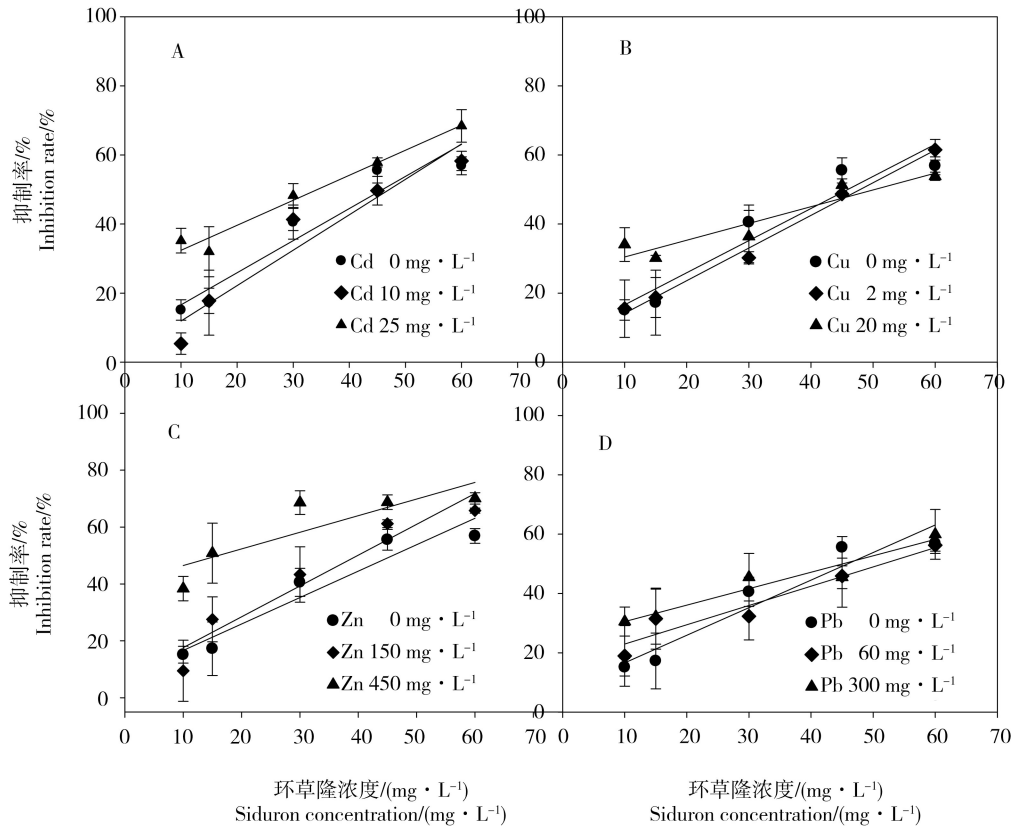 100
80
60
40
20
0
抑制率/%
Inhibition rate/%
A
Cd 0 mg·L⁻¹
Cd 10 mg·L⁻¹
Cd 25 mg·L⁻¹
0 10 20 30 40 50 60 70
100
80
60
40
20
0
B
Cu 0 mg·L⁻¹
Cu 2 mg·L⁻¹
Cu 20 mg·L⁻¹
0 10 20 30 40 50 60 70
100
80
60
40
20
0
抑制率/%
Inhibition rate/%
C
Zn 0 mg·L⁻¹
Zn 150 mg·L⁻¹
Zn 450 mg·L⁻¹
0 10 20 30 40 50 60 70
环草隆浓度/(mg·L⁻¹)
Siduron concentration/(mg·L⁻¹)
100
80
60
40
20
0
D
Pb 0 mg·L⁻¹
Pb 60 mg·L⁻¹
Pb 300 mg·L⁻¹
0 10 20 30 40 50 60 70
环草隆浓度/(mg·L⁻¹)
Siduron concentration/(mg·L⁻¹)